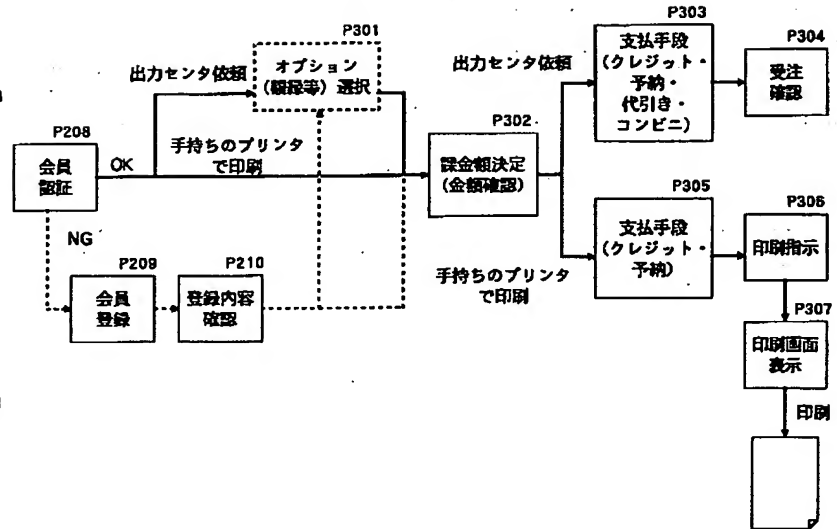 P301
オプション
(額縁等) 選択
出力センタ依頼
P208
会員
認証
OK
手持ちのプリンタ
で印刷
NG
P209
会員
登録
P210
登録内容
確認
P302
課金額決定
(金額確認)
出力センタ依頼
P303
支払手段
(クレジット・
予納・
代引き・
コンビニ)
P304
受注
確認
手持ちのプリンタ
で印刷
P305
支払手段
(クレジット・
予納)
P306
印刷指示
P307
印刷画面
表示
印刷